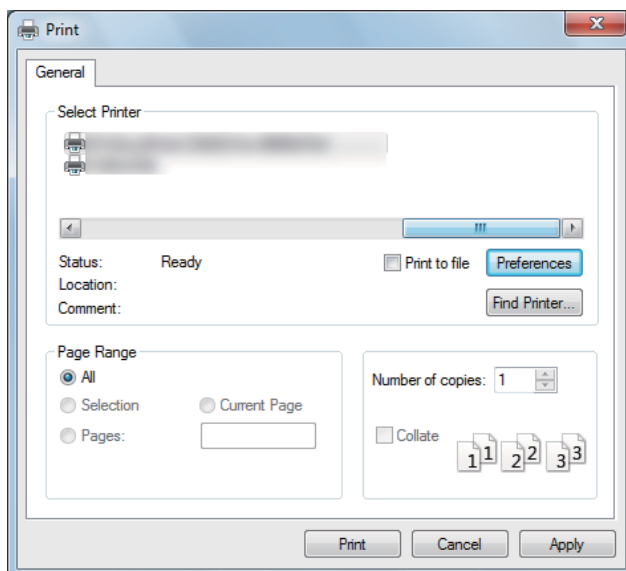 Print
General
Select Printer
Status: Ready
Print to file
Preferences
Location:
Comment:
Find Printer...
Page Range
All
Selection
Current Page
Pages:
Number of copies: 1
Collate
1 1 2 2 3 3
Print Cancel Apply